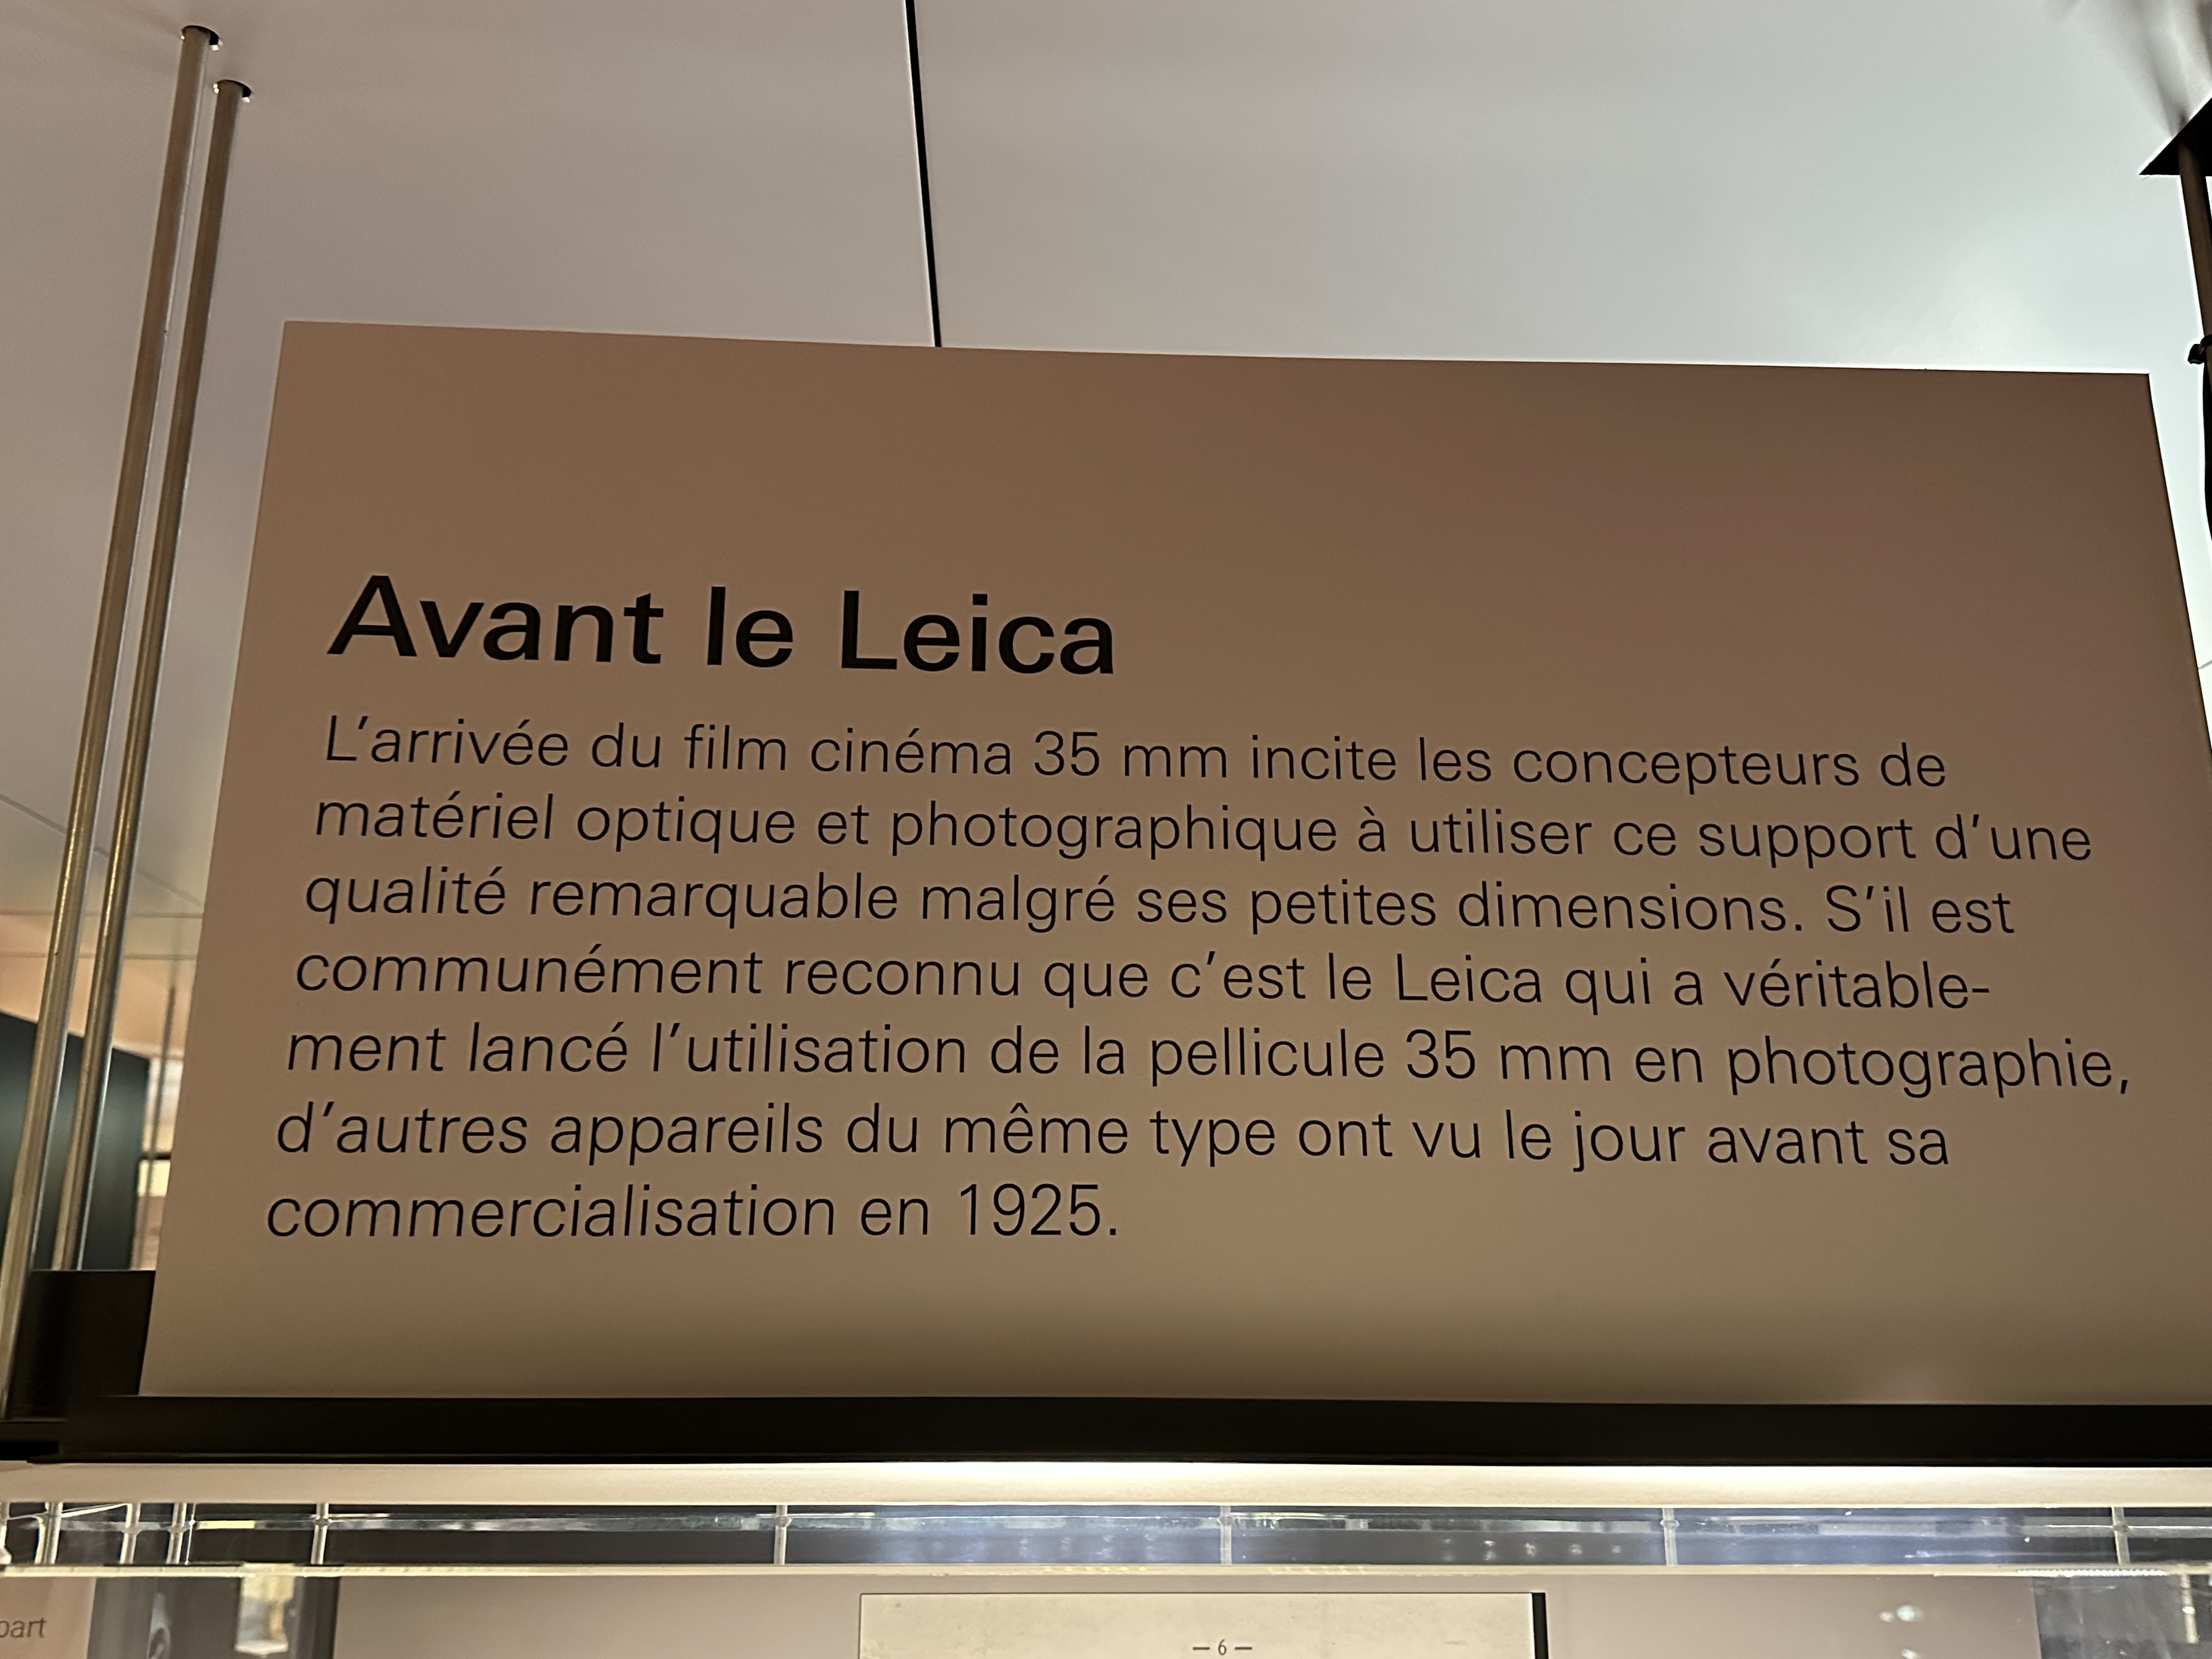 Avant le Leica
L’arrivée du film cinéma 35 mm incite les concepteurs de
matériel optique et photographique à utiliser ce support d’une
qualité remarquable malgré ses petites dimensions. S’il est
communément reconnu que c’est le Leica qui a véritable-
ment lancé l’utilisation de la pellicule 35 mm en photographie,
d’autres appareils du même type ont vu le jour avant sa
commercialisation en 1925.
part
— 6 —